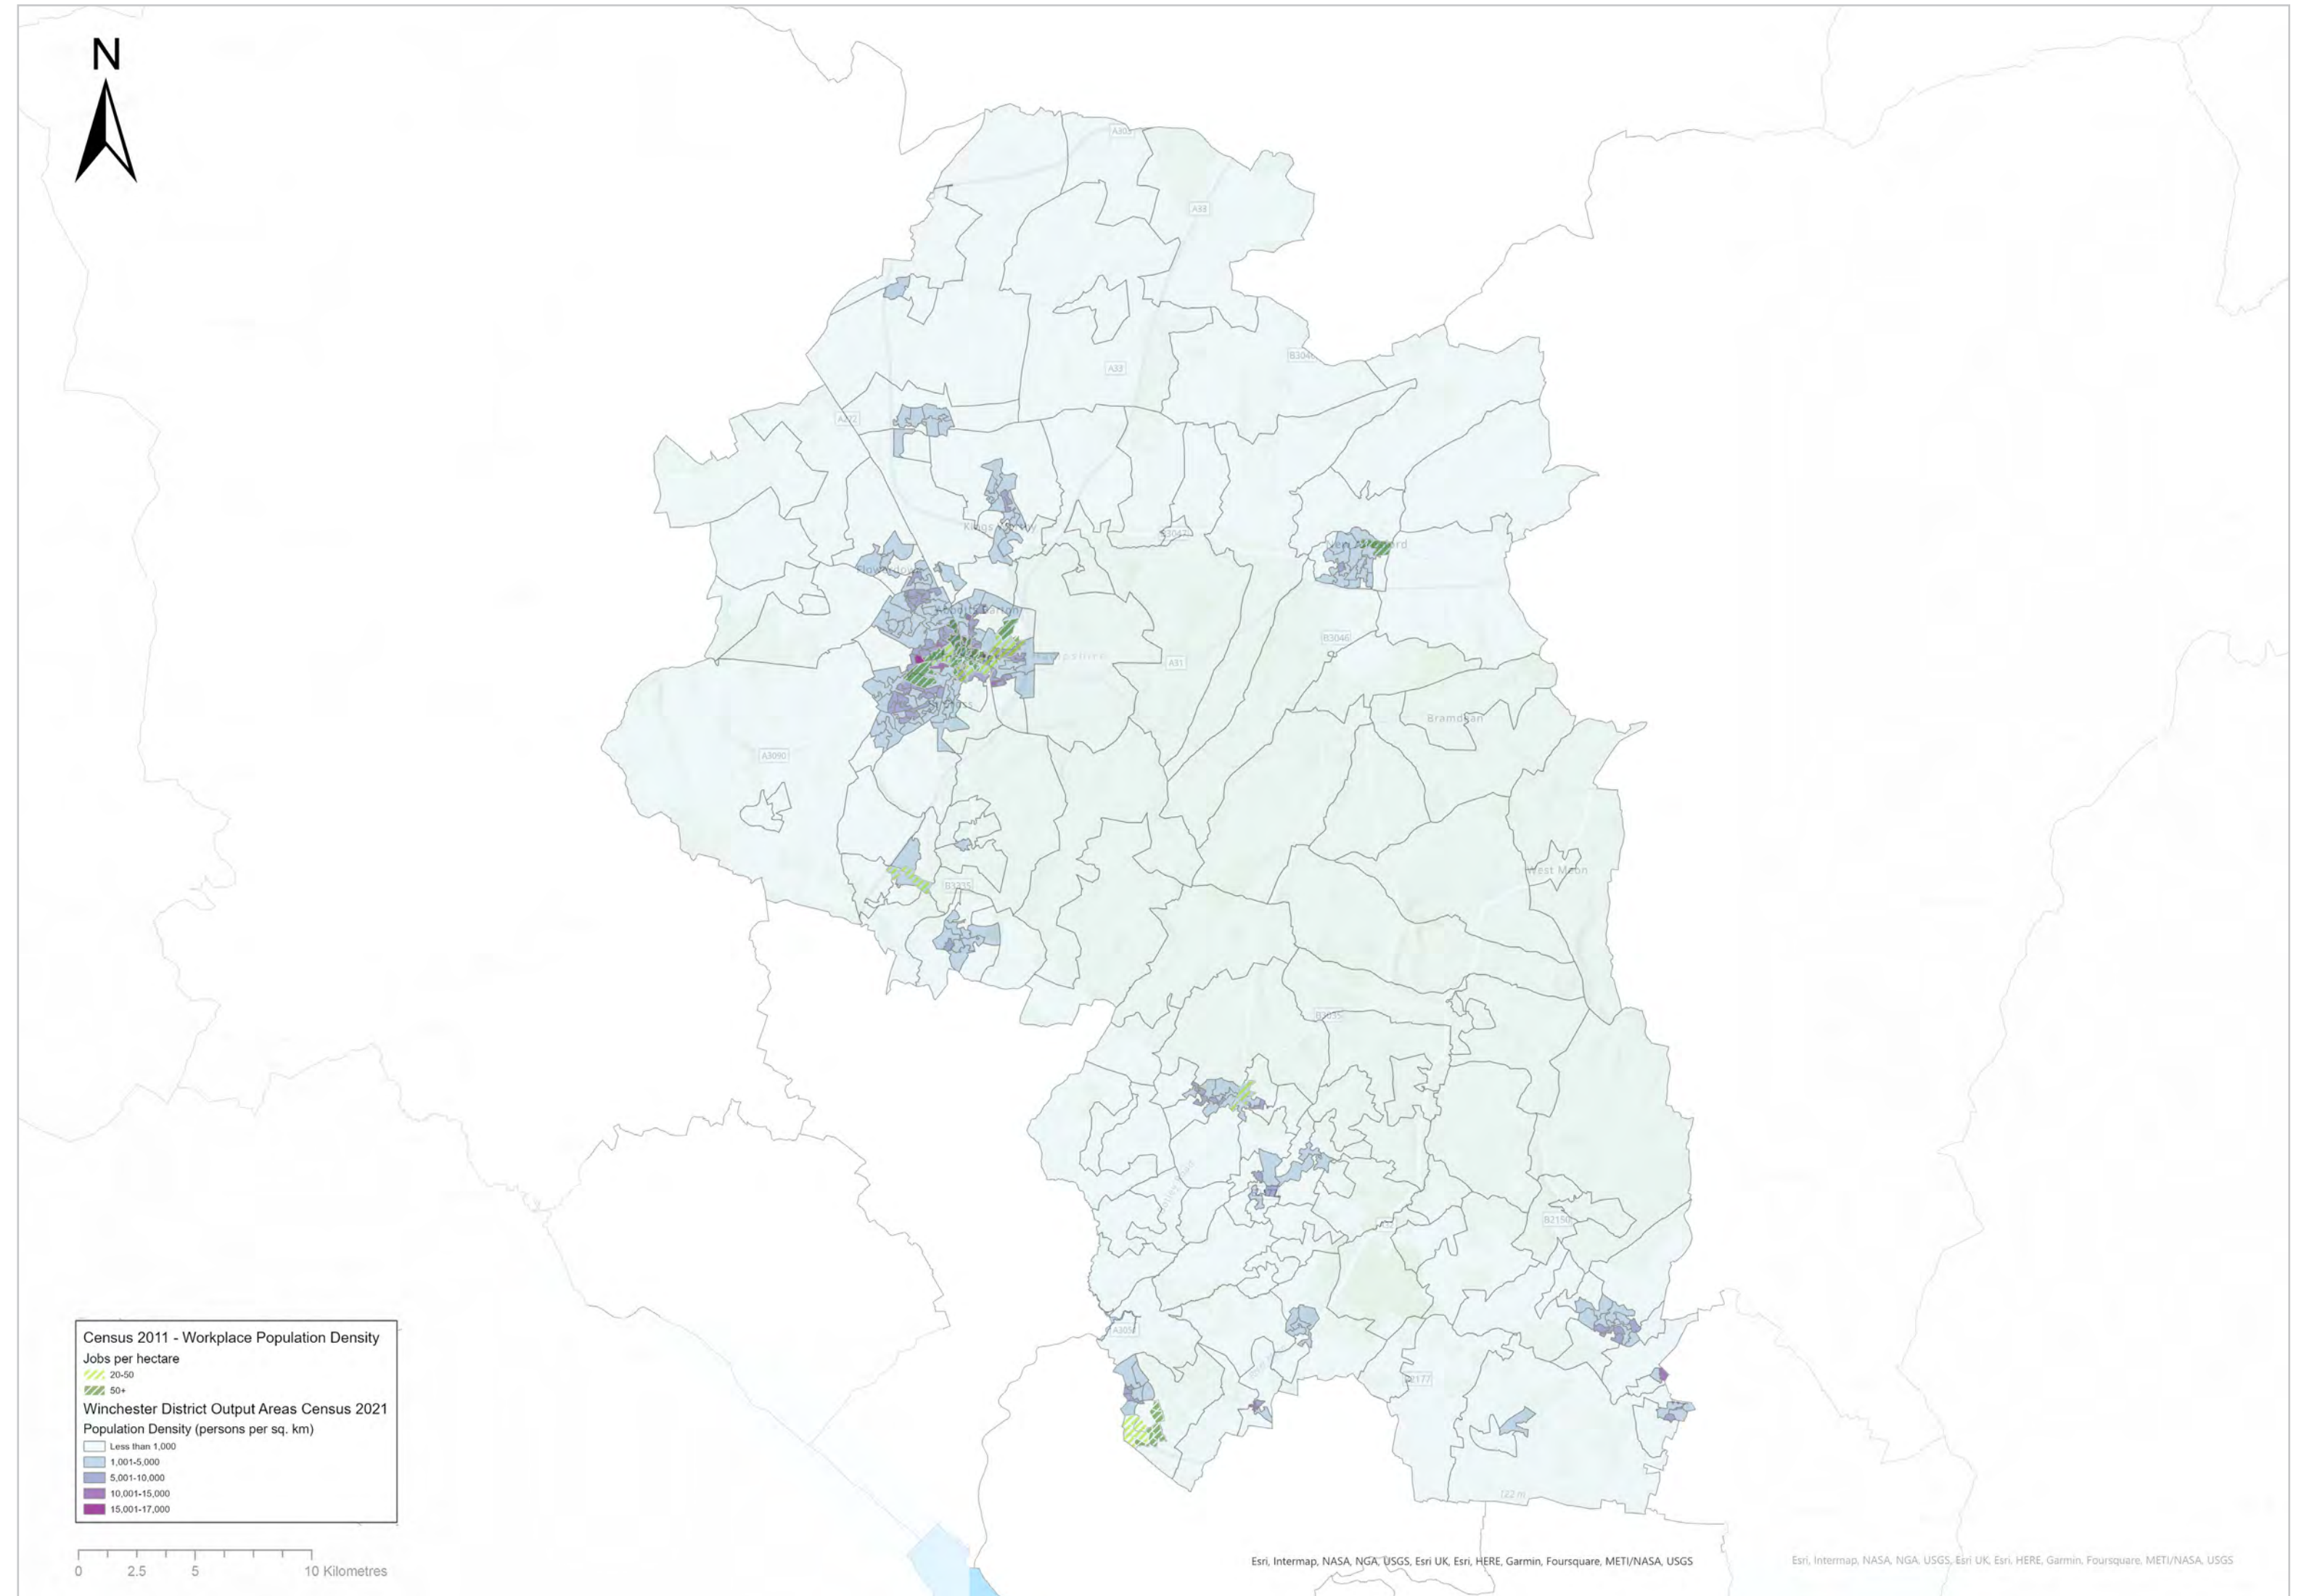 N
A303
A33
B3046
A33
A272
Kings Worthy
B3047
B3046
A31
Bramdean
A3090
West Meon
B3335
B3035
B2150
A3051
B2177
122 m
Census 2011 - Workplace Population Density
Jobs per hectare
20-50
50+
Winchester District Output Areas Census 2021
Population Density (persons per sq. km)
Less than 1,000
1,001-5,000
5,001-10,000
10,001-15,000
15,001-17,000
0 2.5 5 10 Kilometres
Esri, Intermap, NASA, NGA, USGS, Esri UK, Esri, HERE, Garmin, Foursquare, METI/NASA, USGS
Esri, Intermap, NASA, NGA, USGS, Esri UK, Esri, HERE, Garmin, Foursquare, METI/NASA, USGS